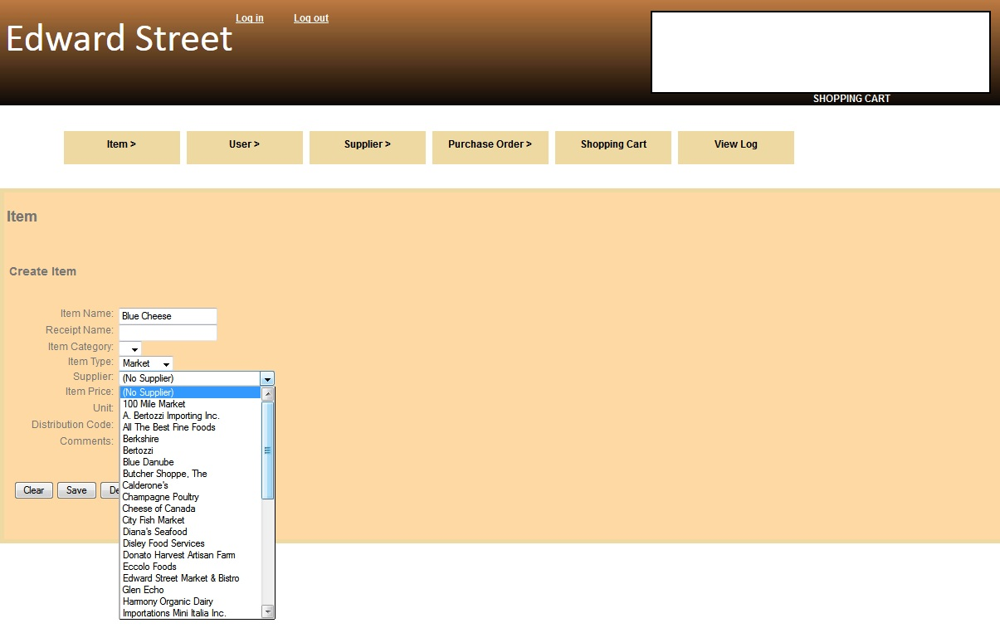 Log in Log out
Edward Street
SHOPPING CART
Item > User > Supplier > Purchase Order > Shopping Cart View Log
Item
Create Item
Item Name: Blue Cheese
Receipt Name:
Item Category:
Item Type: Market
Supplier: (No Supplier)
Item Price: (No Supplier)
100 Mile Market
Unit:
A. Bertozzi Importing Inc.
Distribution Code: All The Best Fine Foods
Comments: Berkshire
Bertozzi
Blue Danube
Butcher Shoppe, The
Calderone's
Clear Save De
Champagne Poultry
Cheese of Canada
City Fish Market
Diana's Seafood
Disley Food Services
Donato Harvest Artisan Farm
Eccolo Foods
Edward Street Market & Bistro
Glen Echo
Harmony Organic Dairy
Importations Mini Italia Inc.